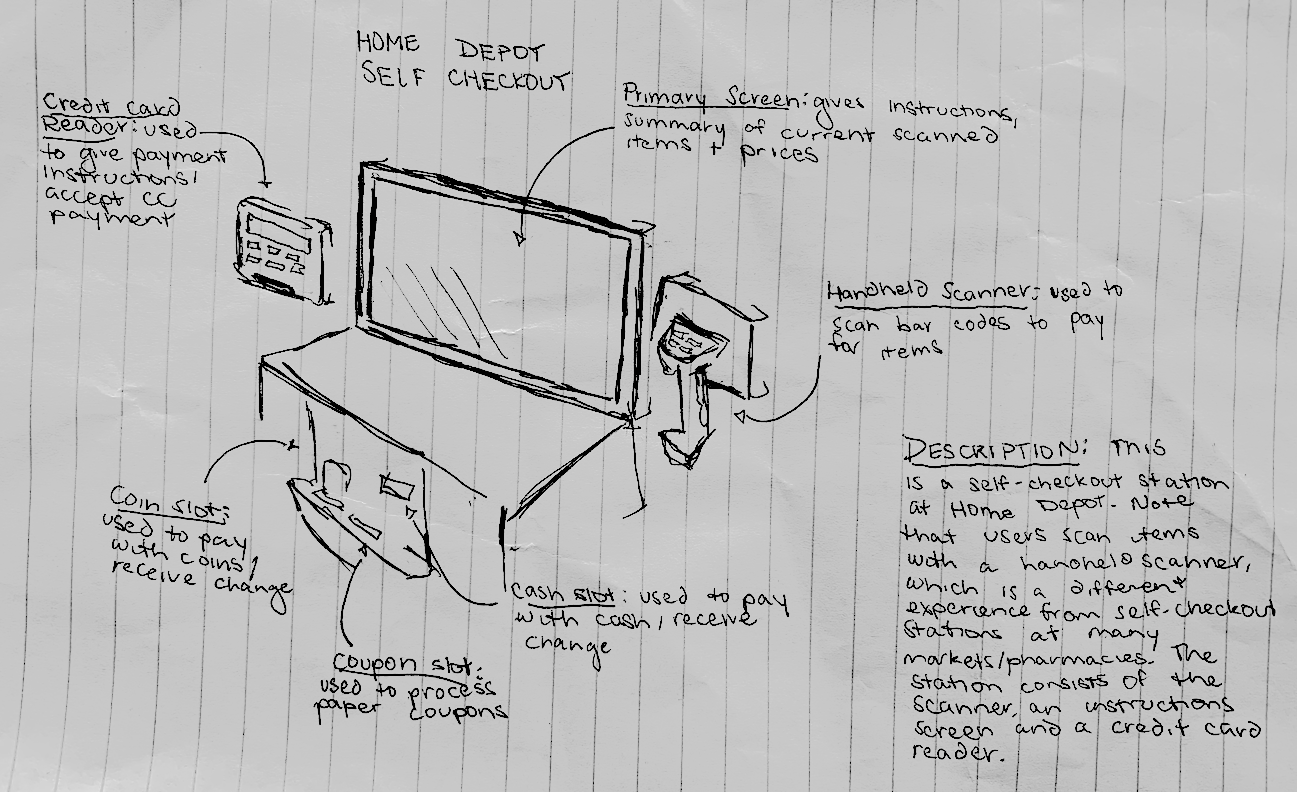 HOME DEPOT
SELF CHECKOUT
Credit card
Reader: used
to give payment
instructions,
accept CC
payment
Primary Screen: gives instructions,
summary of current scanned
items + prices
Handheld Scanner: used to
scan bar codes to pay
for items
Coin slot:
used to pay
with coins,
receive change
Coupon slot:
used to process
paper coupons
Cash slot: used to pay
with cash, receive
change
DESCRIPTION: This
is a self-checkout station
at Home Depot. Note
that users scan items
with a handheld scanner,
which is a different
experience from self-checkout
stations at many
markets/pharmacies. The
station consists of the
scanner, an instructions
screen and a credit card
reader.